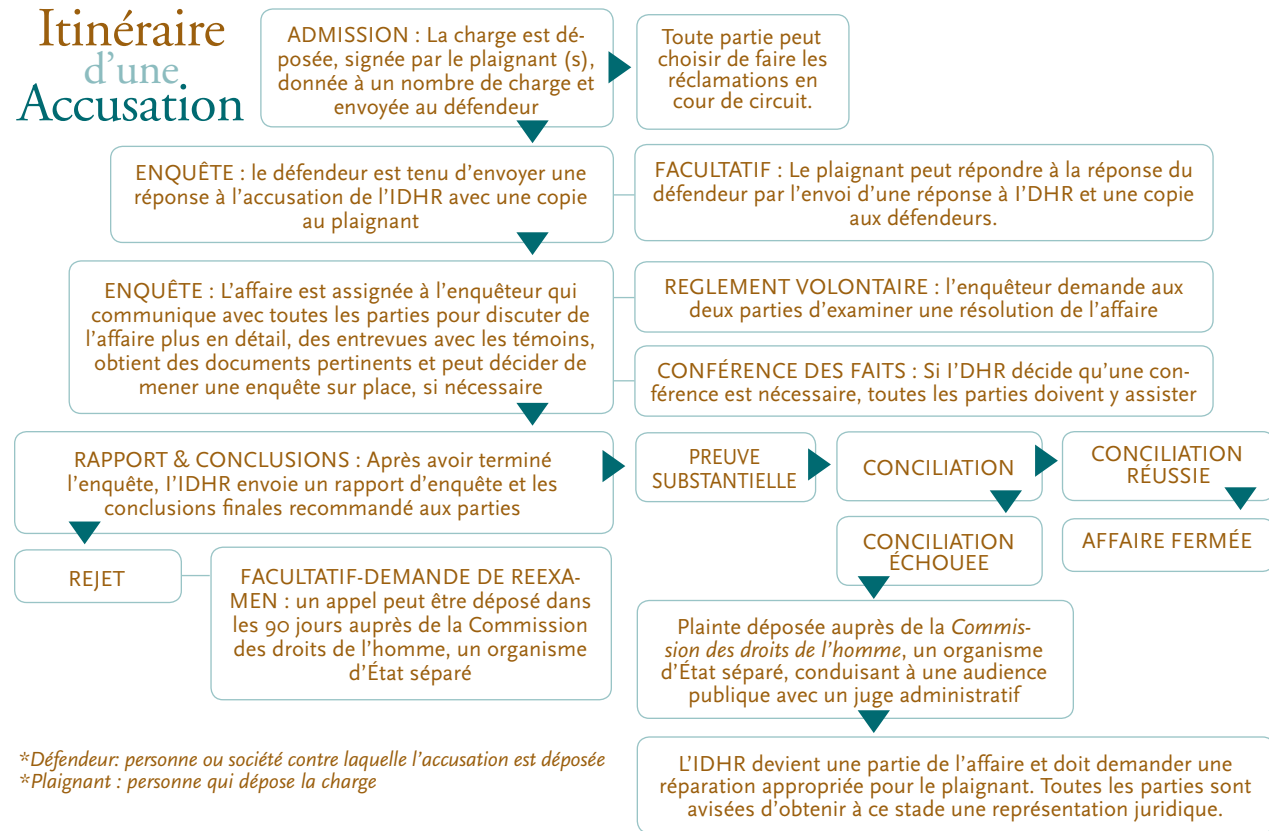 Itinéraire
d'une
Accusation
ADMISSION : La charge est dé-
posée, signée par le plaignant (s),
donnée à un nombre de charge et
envoyée au défendeur
Toute partie peut
choisir de faire les
réclamations en
cour de circuit.
ENQUÊTE : le défendeur est tenu d'envoyer une
réponse à l'accusation de l'IDHR avec une copie
au plaignant
FACULTATIF : Le plaignant peut répondre à la réponse du
défendeur par l'envoi d'une réponse à I'DHR et une copie
aux défendeurs.
ENQUÊTE : L'affaire est assignée à l'enquêteur qui
communique avec toutes les parties pour discuter de
l'affaire plus en détail, des entrevues avec les témoins,
obtient des documents pertinents et peut décider de
mener une enquête sur place, si nécessaire
REGLEMENT VOLONTAIRE : l'enquêteur demande aux
deux parties d'examiner une résolution de l'affaire
CONFÉRENCE DES FAITS : Si I'DHR décide qu'une con-
férence est nécessaire, toutes les parties doivent y assister
RAPPORT & CONCLUSIONS : Après avoir terminé
l'enquête, I'IDHR envoie un rapport d'enquête et les
conclusions finales recommandé aux parties
PREUVE
SUBSTANTIELLE
CONCILIATION
CONCILIATION
RÉUSSIE
CONCILIATION
ÉCHOUEE
AFFAIRE FERMÉE
REJET
FACULTATIF-DEMANDE DE REEXA-
MEN : un appel peut être déposé dans
les 90 jours auprès de la Commission
des droits de l'homme, un organisme
d'État séparé
Plainte déposée auprès de la Commis-
sion des droits de l'homme, un organisme
d'État séparé, conduisant à une audience
publique avec un juge administratif
*Défendeur: personne ou société contre laquelle l'accusation est déposée
*Plaignant : personne qui dépose la charge
L'IDHR devient une partie de l'affaire et doit demander une
réparation appropriée pour le plaignant. Toutes les parties sont
avisées d'obtenir à ce stade une représentation juridique.